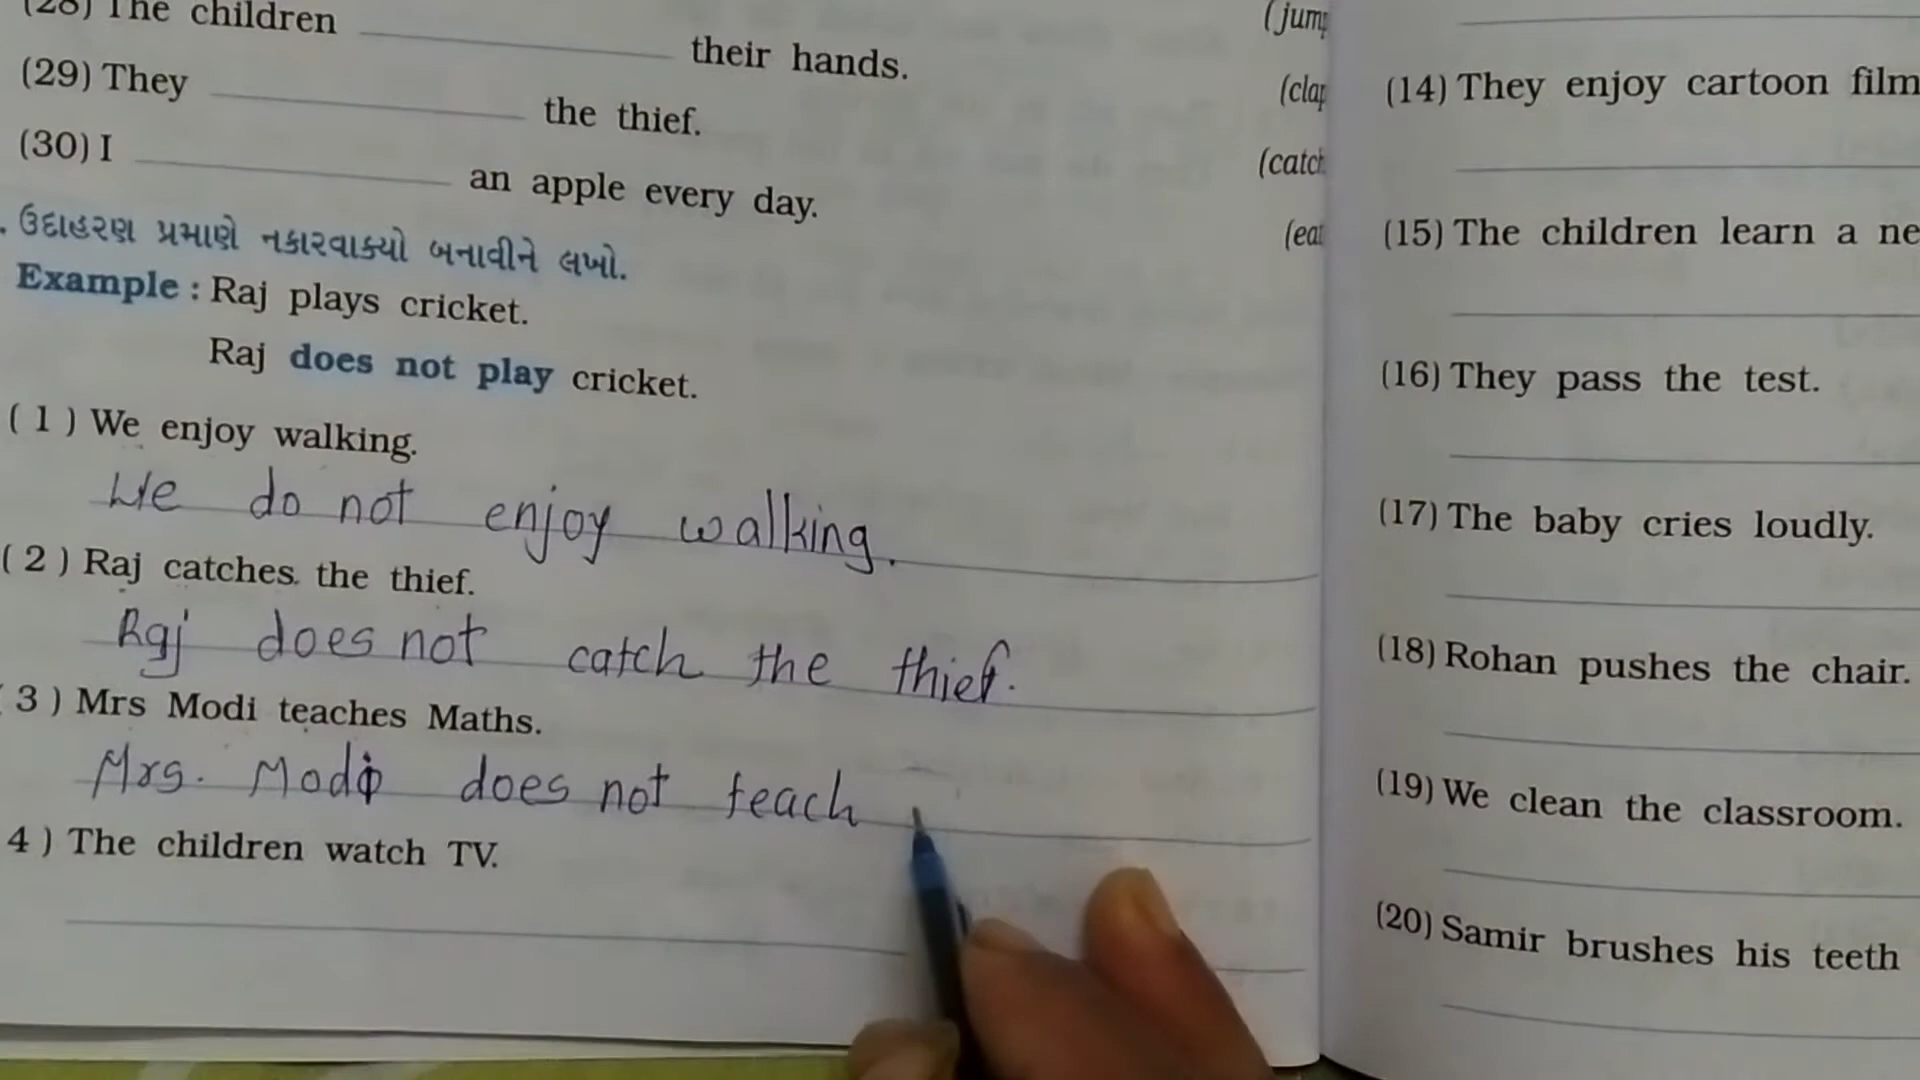 (28) The children their hands. (jump
(29) They the thief. (clap
(30) I an apple every day. (catch
(eat
. ઉદાહરણ પ્રમાણે નકારવાક્યો બનાવીને લખો.
Example : Raj plays cricket.
Raj does not play cricket.
( 1 ) We enjoy walking.
We do not enjoy walking.
( 2 ) Raj catches the thief.
Raj does not catch the thief.
3 ) Mrs Modi teaches Maths.
Mrs. Modi does not teach
4 ) The children watch TV.
(14) They enjoy cartoon film
(15) The children learn a ne
(16) They pass the test.
(17) The baby cries loudly.
(18) Rohan pushes the chair.
(19) We clean the classroom.
(20) Samir brushes his teeth